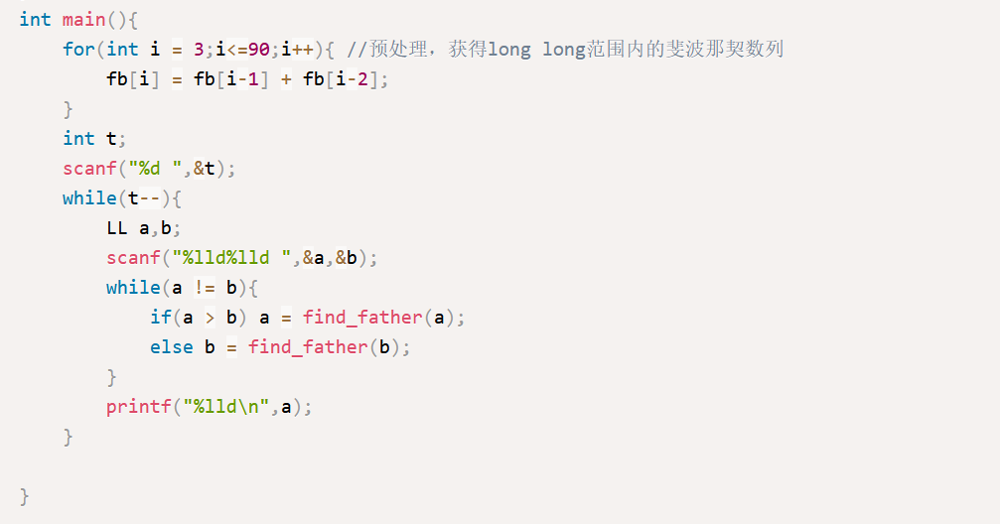 int main(){
    for(int i = 3;i<=90;i++){ //预处理，获得long long范围内的斐波那契数列
        fb[i] = fb[i-1] + fb[i-2];
    }
    int t;
    scanf("%d ",&t);
    while(t--){
        LL a,b;
        scanf("%lld%lld ",&a,&b);
        while(a != b){
            if(a > b) a = find_father(a);
            else b = find_father(b);
        }
        printf("%lld\n",a);
    }
}